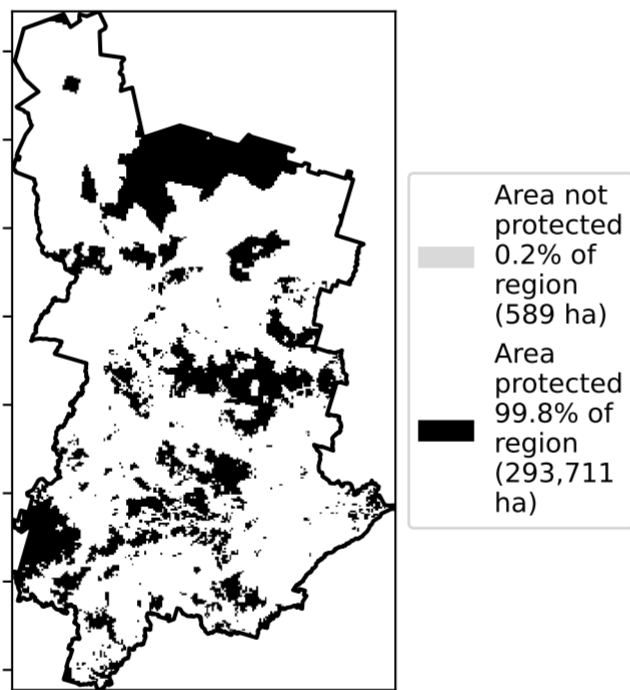 Area not
protected
0.2% of
region
(589 ha)
Area
protected
99.8% of
region
(293,711
ha)